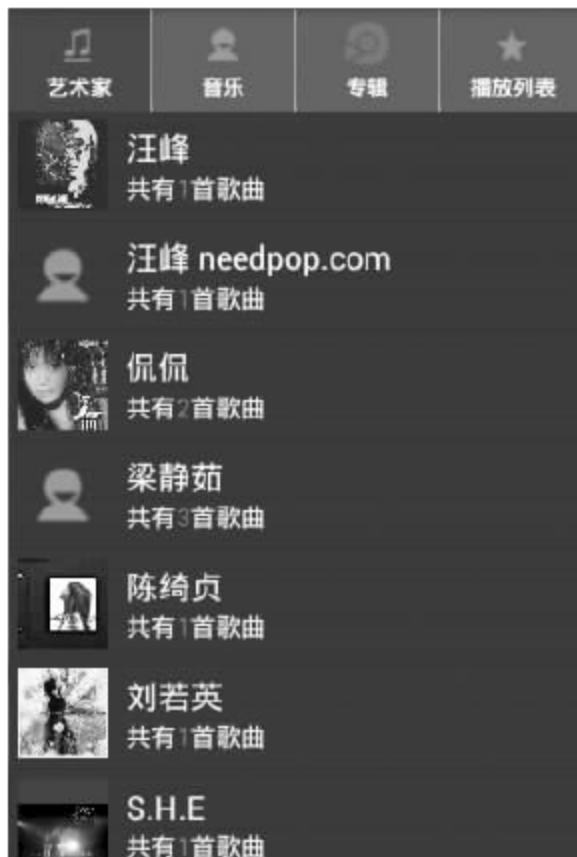 艺术家 音乐 专辑 播放列表
汪峰
共有1首歌曲
汪峰 needpop.com
共有1首歌曲
侃侃
共有2首歌曲
梁静茹
共有3首歌曲
陈绮贞
共有1首歌曲
刘若英
共有1首歌曲
S.H.E
共有1首歌曲